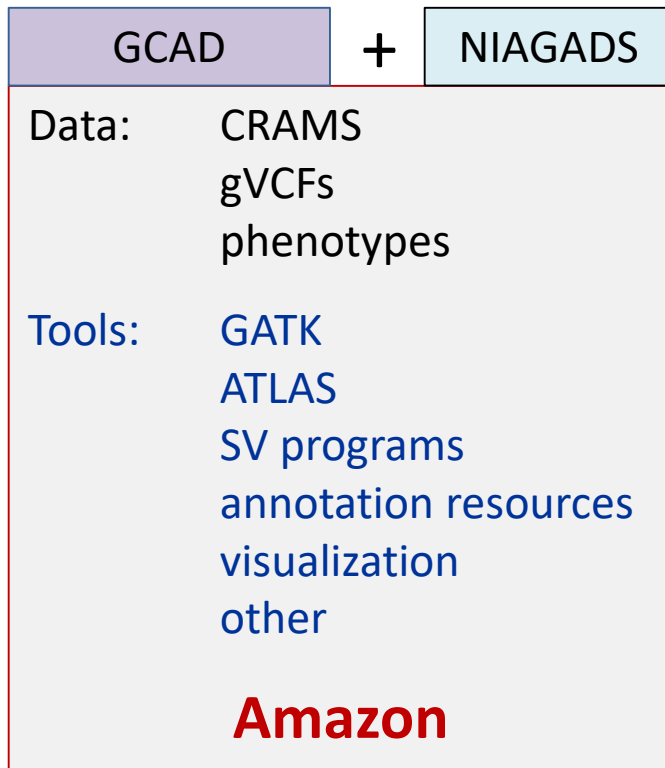 GCAD + NIAGADS
Data: CRAMS
gVCFs
phenotypes
Tools: GATK
ATLAS
SV programs
annotation resources
visualization
other
Amazon